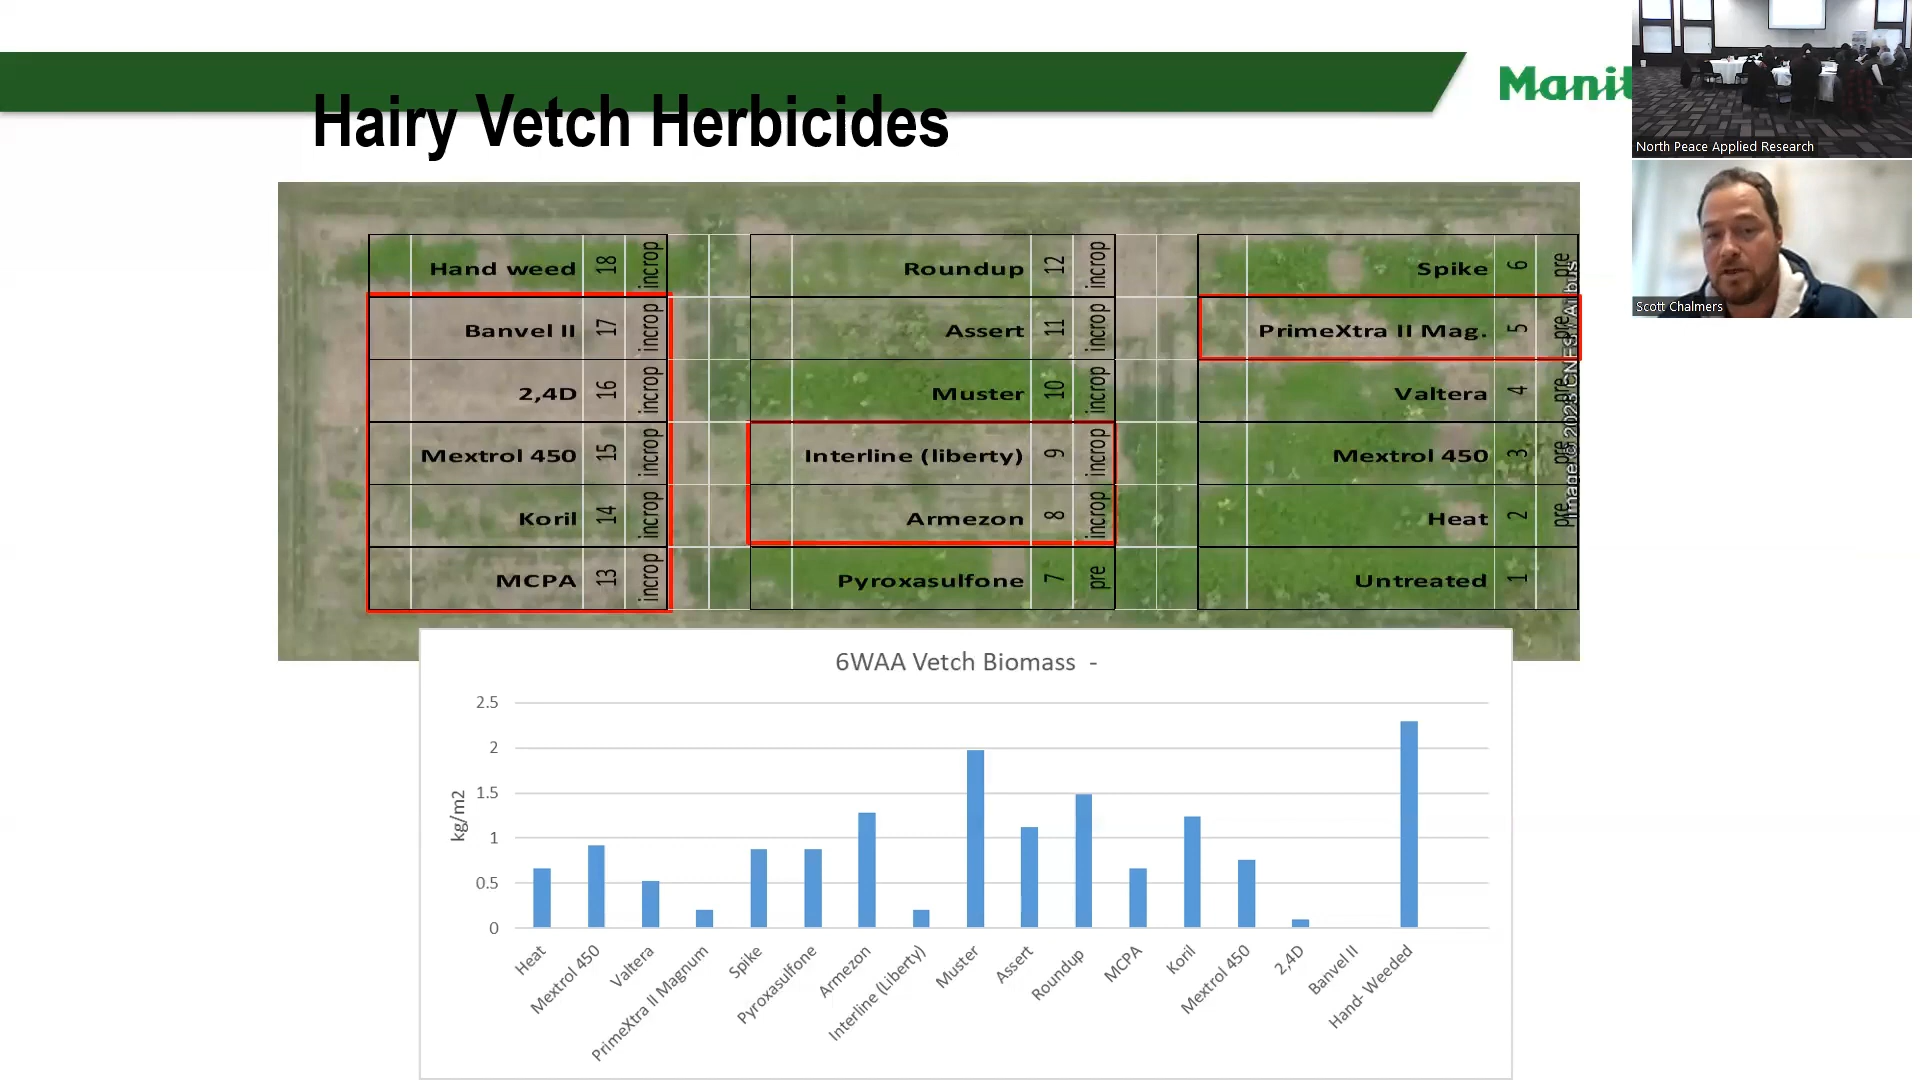 Manit
Hairy Vetch Herbicides
North Peace Applied Research
Scott Chalmers
Hand weed 18 incrop
Banvel II 17 incrop
2,4D 16 incrop
Mextrol 450 15 incrop
Koril 14 incrop
MCPA 13 incrop
Roundup 12 incrop
Assert 11 incrop
Muster 10 incrop
Interline (liberty) 9 incrop
Armezon 8 incrop
Pyroxasulfone 7 pre
Spike 6 pre
PrimeXtra II Mag. 5 pre
Valtera 4 pre
Mextrol 450 3 pre
Heat 2 pre
Untreated 1
Image © 2023 CNES / Airbus
6WAA Vetch Biomass -
kg/m2
2.5
2
1.5
1
0.5
0
Heat
Mextrol 450
Valtera
PrimeXtra II Magnum
Spike
Pyroxasulfone
Armezon
Interline (Liberty)
Muster
Assert
Roundup
MCPA
Koril
Mextrol 450
2,4D
Banvel II
Hand- Weeded